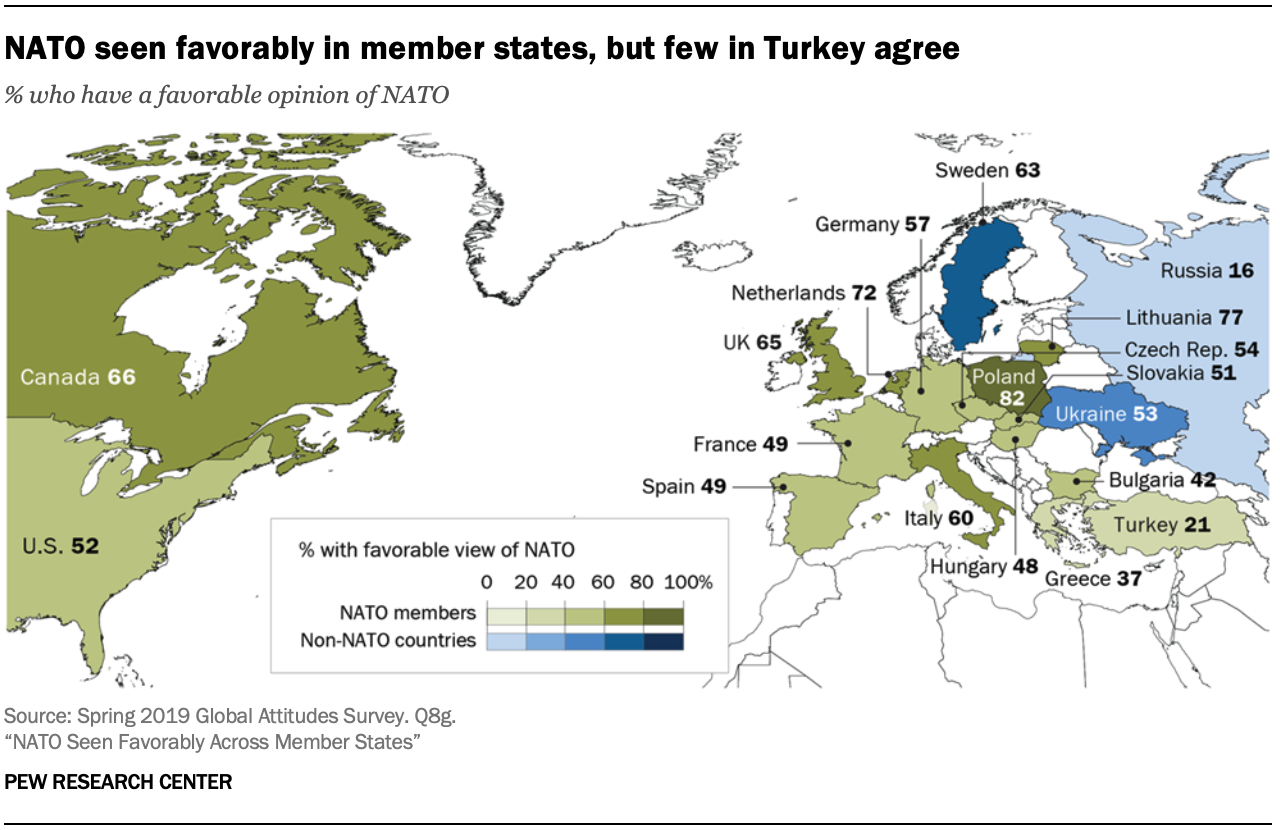 NATO seen favorably in member states, but few in Turkey agree
% who have a favorable opinion of NATO
Sweden 63
Germany 57
Russia 16
Netherlands 72
Lithuania 77
UK 65
Czech Rep. 54
Slovakia 51
Canada 66
Poland
82
Ukraine 53
France 49
Bulgaria 42
Spain 49
Italy 60
Turkey 21
U.S. 52
Hungary 48
Greece 37
% with favorable view of NATO
0 20 40 60 80 100%
NATO members
Non-NATO countries
Source: Spring 2019 Global Attitudes Survey. Q8g.
“NATO Seen Favorably Across Member States”
PEW RESEARCH CENTER